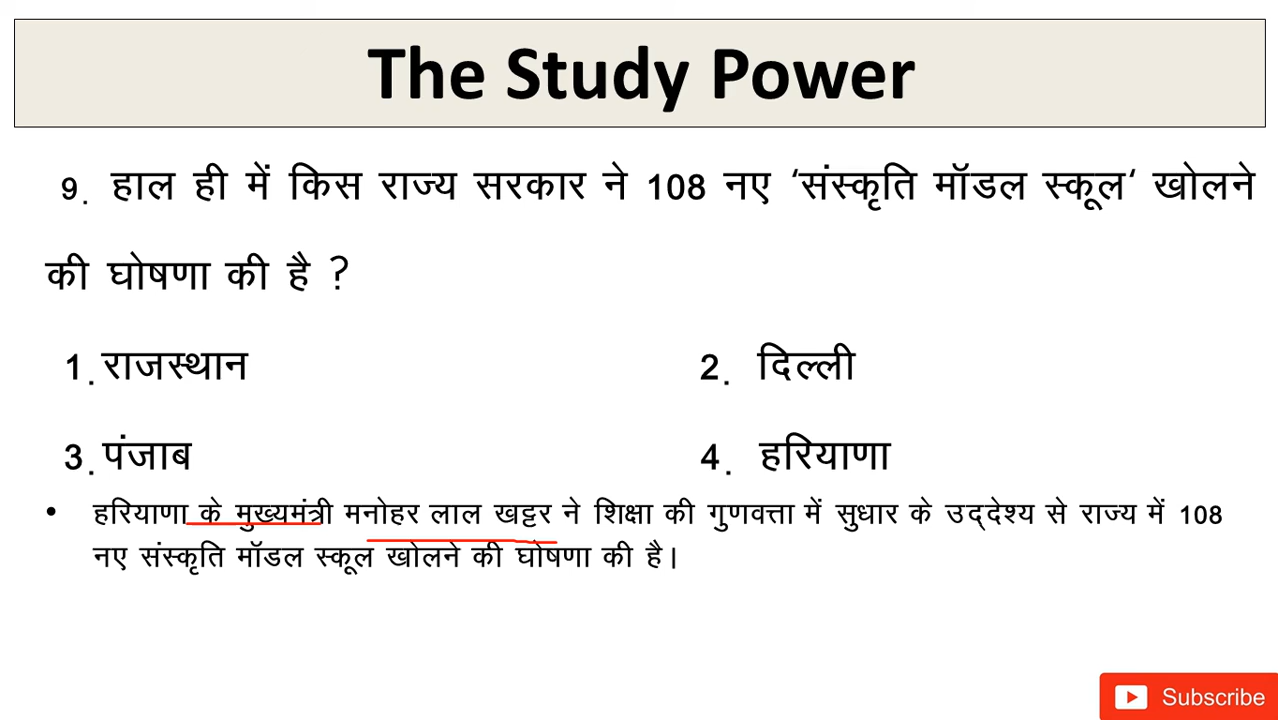 The Study Power
9. हाल ही में किस राज्य सरकार ने 108 नए ‘संस्कृति मॉडल स्कूल‘ खोलने
की घोषणा की है ?
1. राजस्थान 2. दिल्ली
3. पंजाब 4. हरियाणा
• हरियाणा के मुख्यमंत्री मनोहर लाल खट्टर ने शिक्षा की गुणवत्ता में सुधार के उद्देश्य से राज्य में 108
नए संस्कृति मॉडल स्कूल खोलने की घोषणा की है।
Subscribe